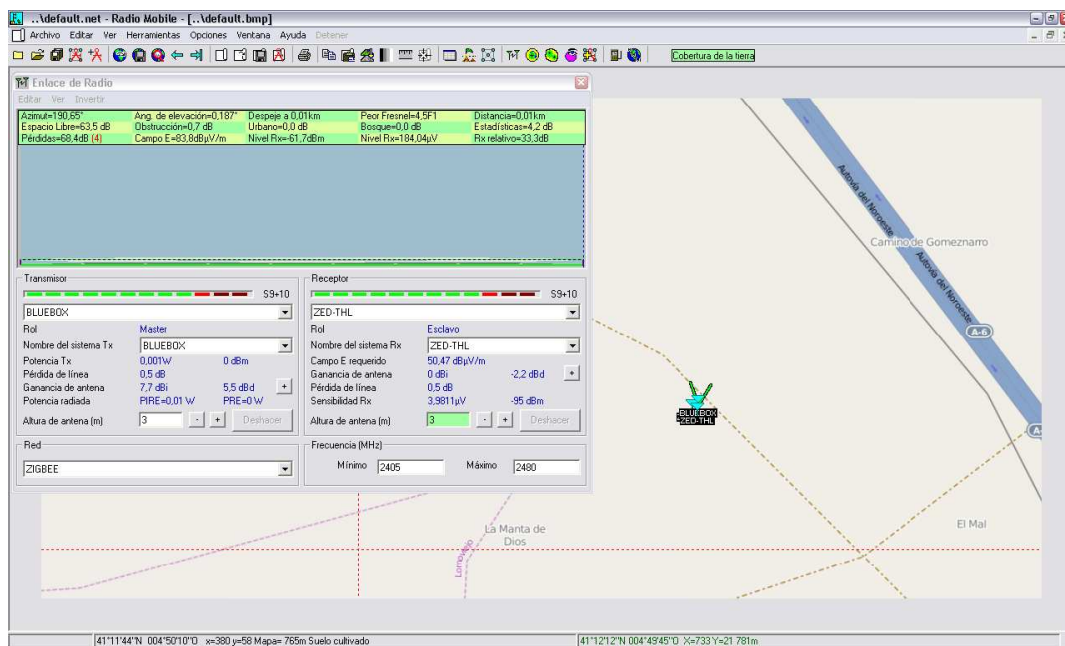 ..\default.net - Radio Mobile - [..\default.bmp]
Archivo Editar Ver Herramientas Opciones Ventana Ayuda Detener
Cobertura de la tierra
Enlace de Radio
Editar Ver Invertir
Azimut=190,65° Ang. de elevación=0,187° Despeje a 0,01km Peor Fresnel=4,5F1 Distancia=0,01km
Espacio Libre=63,5 dB Obstrucción=0,7 dB Urbano=0,0 dB Bosque=0,0 dB Estadísticas=4,2 dB
Pérdidas=68,4dB (4) Campo E=83,8dBµV/m Nivel Rx=-61,7dBm Nivel Rx=184,04µV Rx relativo=33,3dB
Transmisor
S9+10
BLUEBOX
Rol Master
Nombre del sistema Tx BLUEBOX
Potencia Tx 0,001W 0 dBm
Pérdida de línea 0,5 dB
Ganancia de antena 7,7 dBi 5,5 dBd +
Potencia radiada PIRE=0,01 W PRE=0 W
Altura de antena (m) 3 - + Deshacer
Receptor
S9+10
ZED-THL
Rol Esclavo
Nombre del sistema Rx ZED-THL
Campo E requerido 50,47 dBµV/m
Ganancia de antena 0 dBi -2,2 dBd +
Pérdida de línea 0,5 dB
Sensibilidad Rx 3,9811µV -95 dBm
Altura de antena (m) 3 - + Deshacer
Red
ZIGBEE
Frecuencia (MHz)
Mínimo 2405 Máximo 2480
Autovía del Noroeste
Camino de Gomeznarro
Autovía del Noroeste
A-6
BLUEBOX
ZED-THL
La Manta de
Dios
Lomoviejo
El Mal
41°11'44"N 004°50'10"O x=380 y=58 Mapa= 765m Suelo cultivado
41°12'12"N 004°49'45"O X=733 Y=21 781m